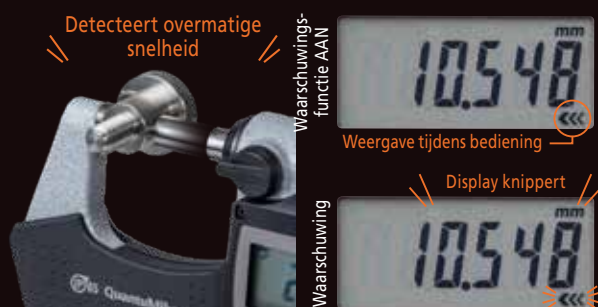 Detecteert overmatige
snelheid
IP65 QuantuMike
Waarschuwings-
functie AAN
mm
10.548
Weergave tijdens bediening
Waarschuwing
Display knippert
mm
10.548